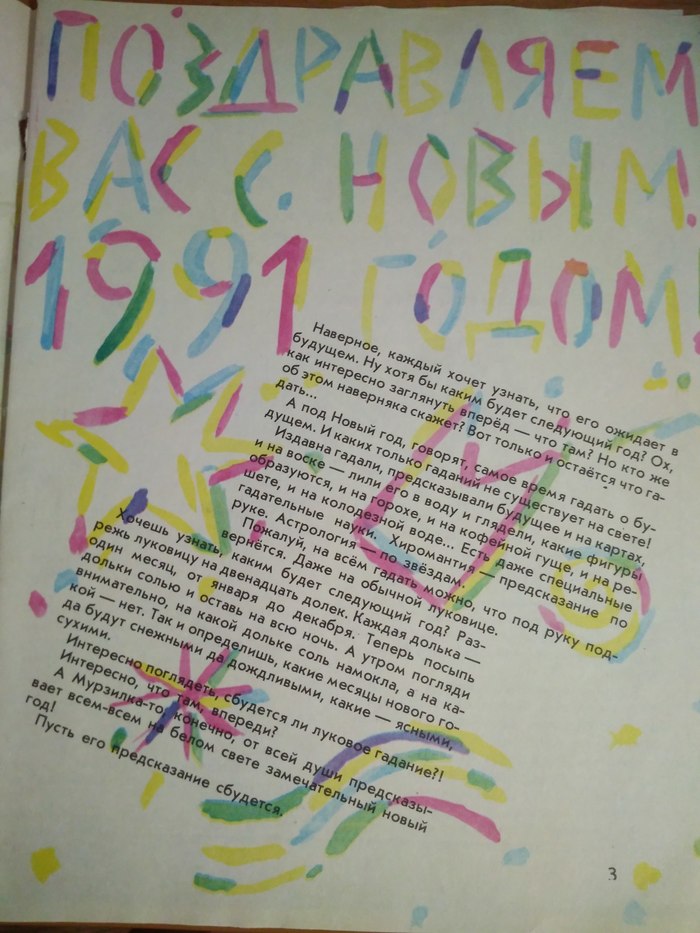 ПОЗДРАВЛЯЕМ
ВАС С НОВЫМ
1991 ГОДОМ!
Наверное, каждый хочет узнать, что его ожидает в
будущем. Ну хотя бы каким будет следующий год? Ох,
как интересно заглянуть вперёд — что там? Но кто же
об этом наверняка скажет? Вот только и остаётся что га-
дать...
А под Новый год, говорят, самое время гадать о бу-
дущем. И каких только гаданий не существует на свете!
Издавна гадали, предсказывали будущее и на картах,
и на воске — лили его в воду и глядели, какие фигуры
образуются, и на горохе, и на кофейной гуще, и на ре-
шете, и на колодезной воде... Есть даже специальные
гадательные науки. Хиромантия — предсказание по
руке. Астрология — по звёздам.
Пожалуй, на всём гадать можно, что под руку под-
вернётся. Даже на обычной луковице.
Хочешь узнать, каким будет следующий год? Раз-
режь луковицу на двенадцать долек. Каждая долька —
один месяц, от января до декабря. Теперь посыпь
дольки солью и оставь на всю ночь. А утром погляди
внимательно, на какой дольке соль намокла, а на ка-
кой — нет. Так и определишь, какие месяцы нового го-
да будут снежными да дождливыми, какие — ясными,
сухими.
Интересно поглядеть, сбудется ли луковое гадание?!
Интересно, что там, впереди?
А Мурзилка-то, конечно, от всей души предсказы-
вает всем-всем на белом свете замечательный новый
год!
Пусть его предсказание сбудется.
3